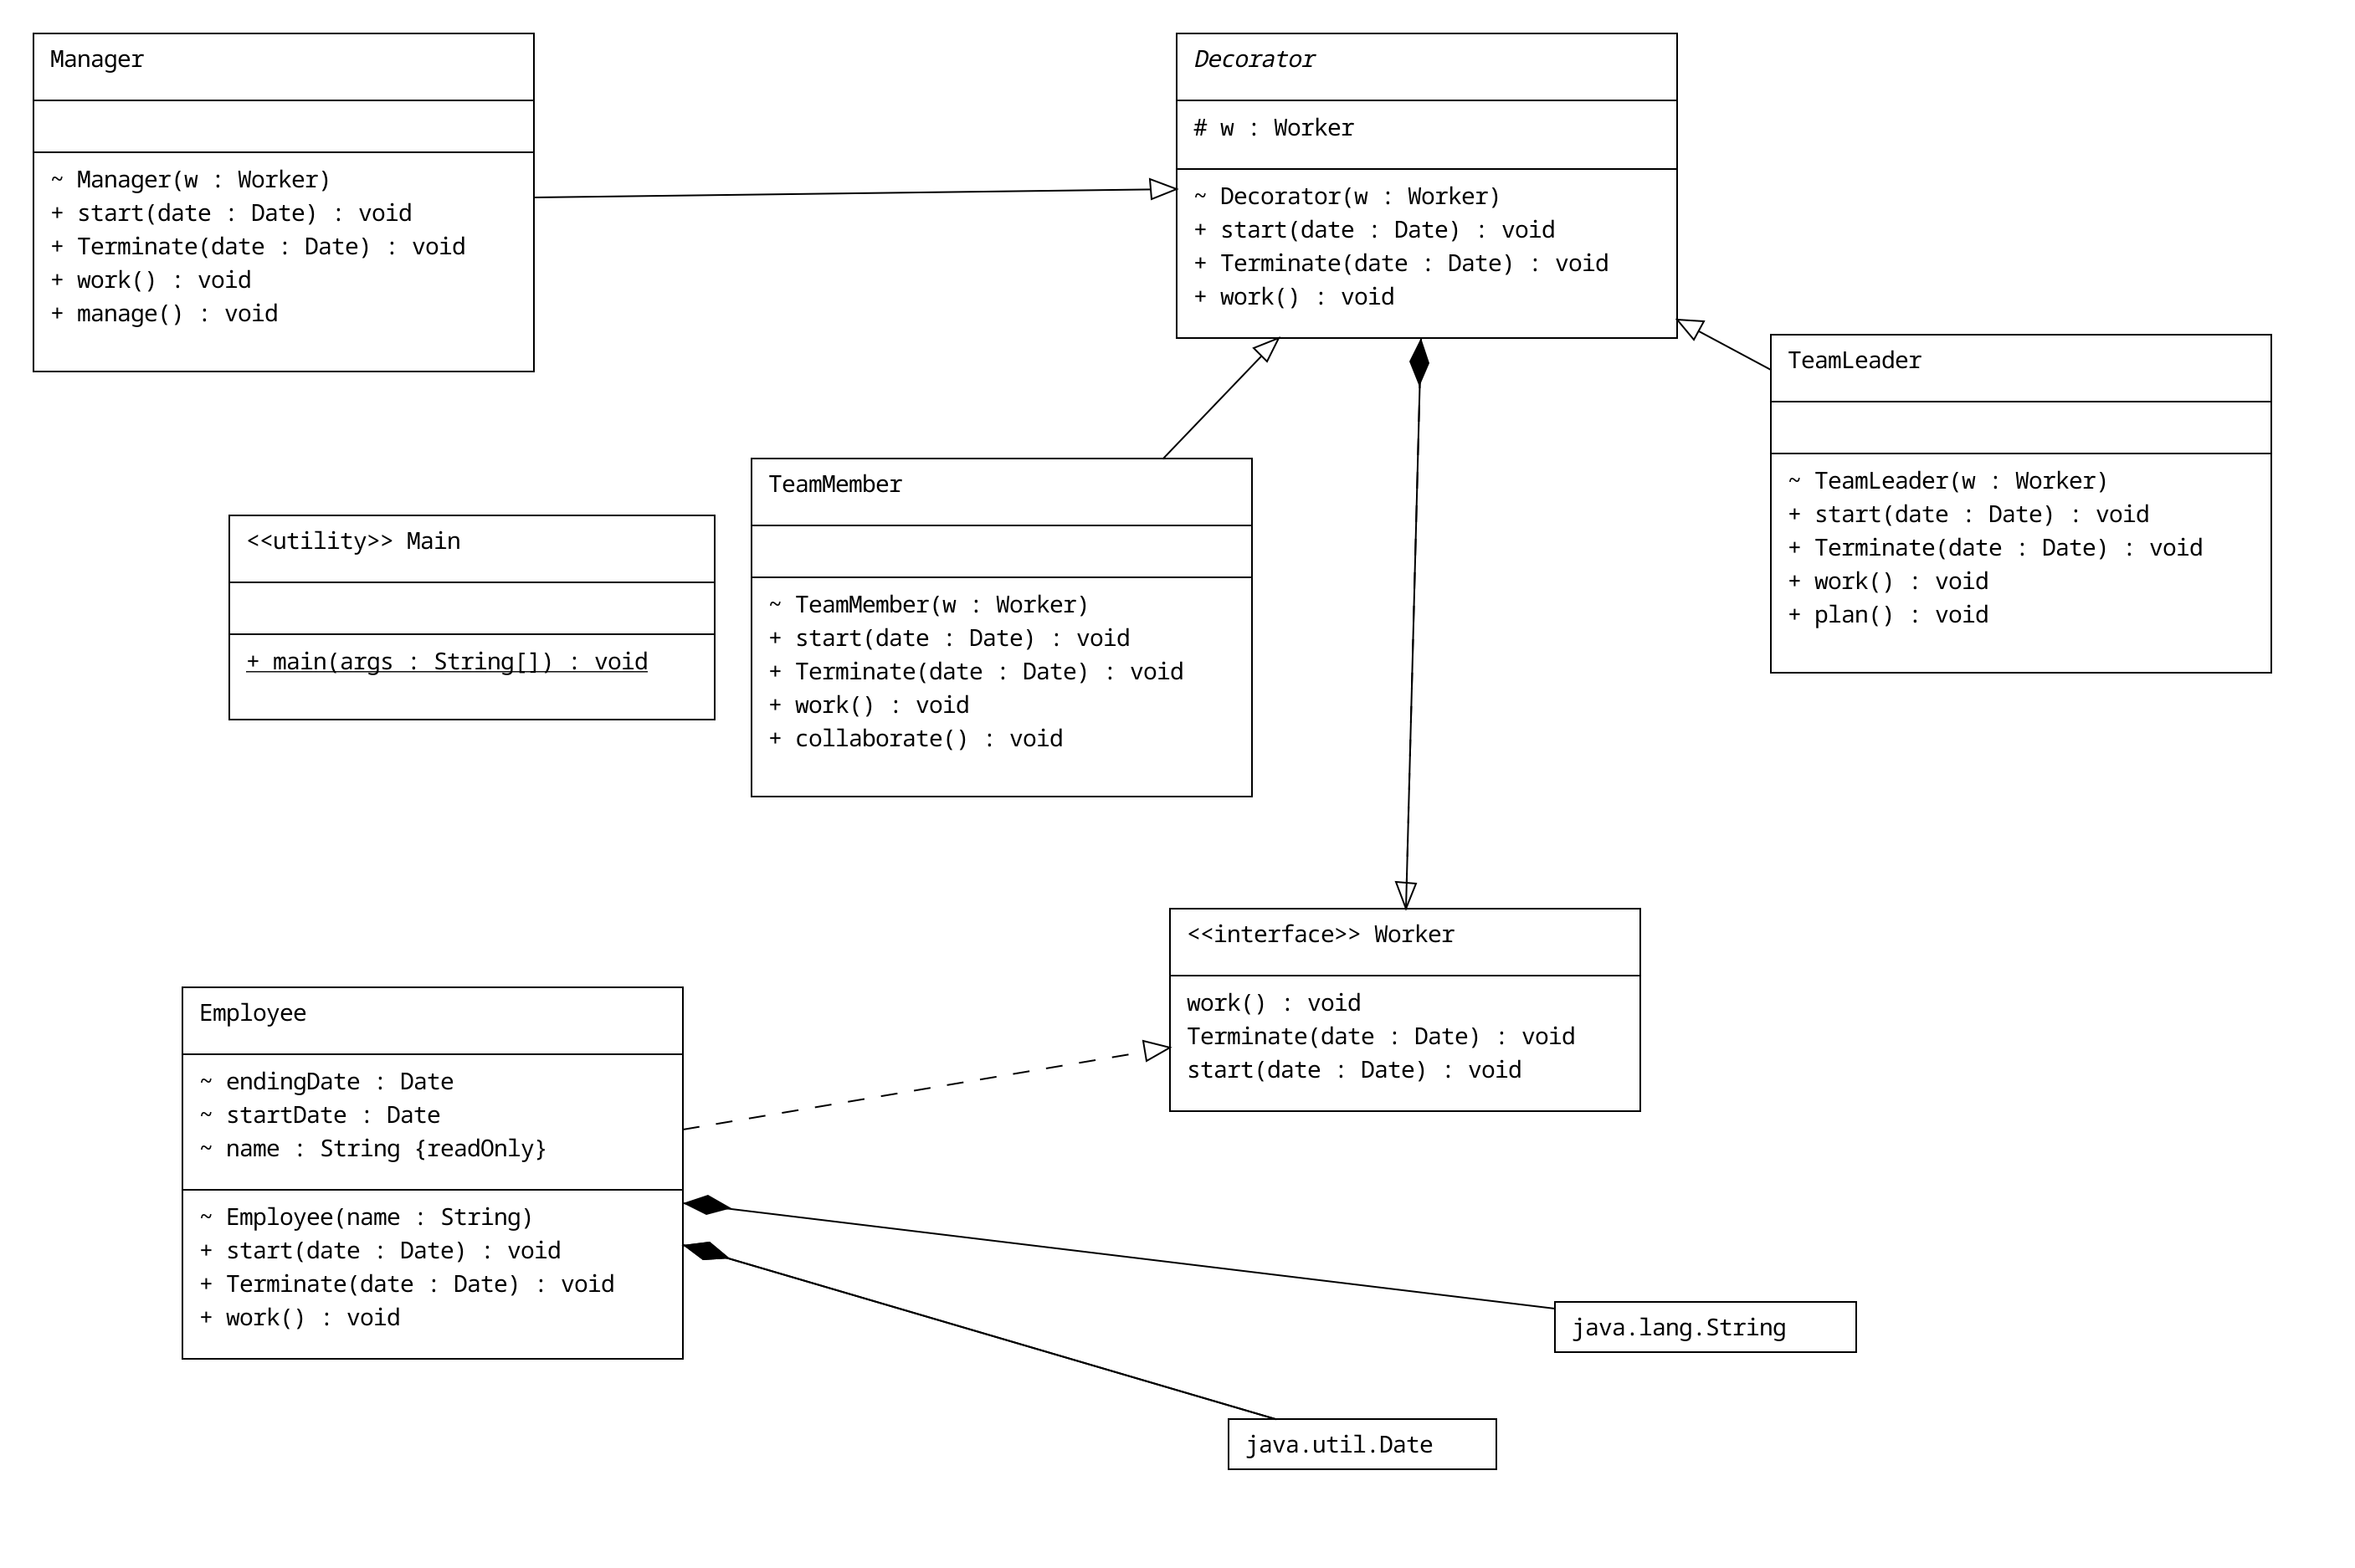 Manager
~ Manager(w : Worker)
+ start(date : Date) : void
+ Terminate(date : Date) : void
+ work() : void
+ manage() : void
Decorator
# w : Worker
~ Decorator(w : Worker)
+ start(date : Date) : void
+ Terminate(date : Date) : void
+ work() : void
TeamLeader
~ TeamLeader(w : Worker)
+ start(date : Date) : void
+ Terminate(date : Date) : void
+ work() : void
+ plan() : void
TeamMember
~ TeamMember(w : Worker)
+ start(date : Date) : void
+ Terminate(date : Date) : void
+ work() : void
+ collaborate() : void
<<utility>> Main
+ main(args : String[]) : void
<<interface>> Worker
work() : void
Terminate(date : Date) : void
start(date : Date) : void
Employee
~ endingDate : Date
~ startDate : Date
~ name : String {readOnly}
~ Employee(name : String)
+ start(date : Date) : void
+ Terminate(date : Date) : void
+ work() : void
java.lang.String
java.util.Date